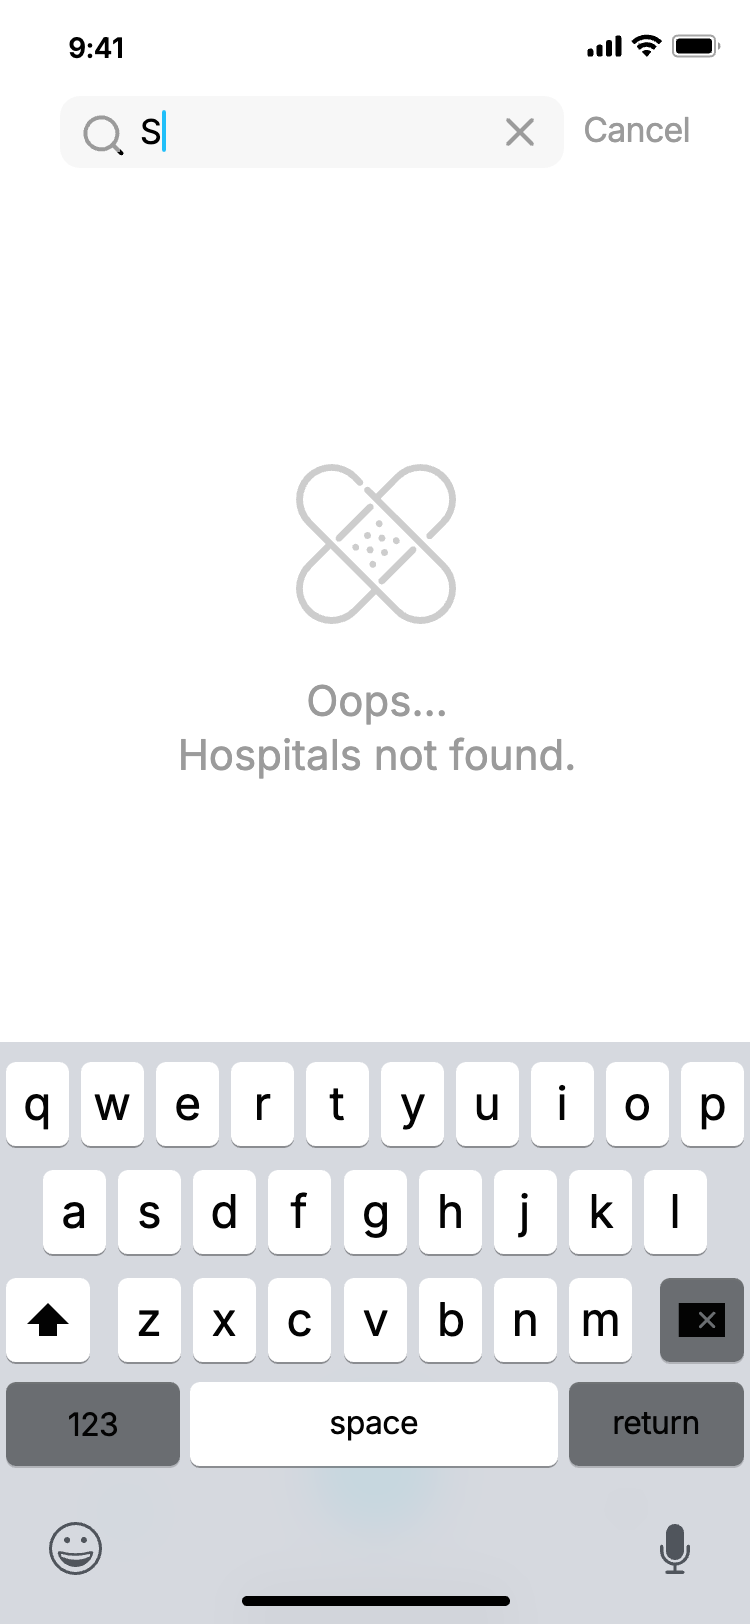 9:41
S
Cancel
Oops...
Hospitals not found.
q w e r t y u i o p
a s d f g h j k l
z x c v b n m
123 space return